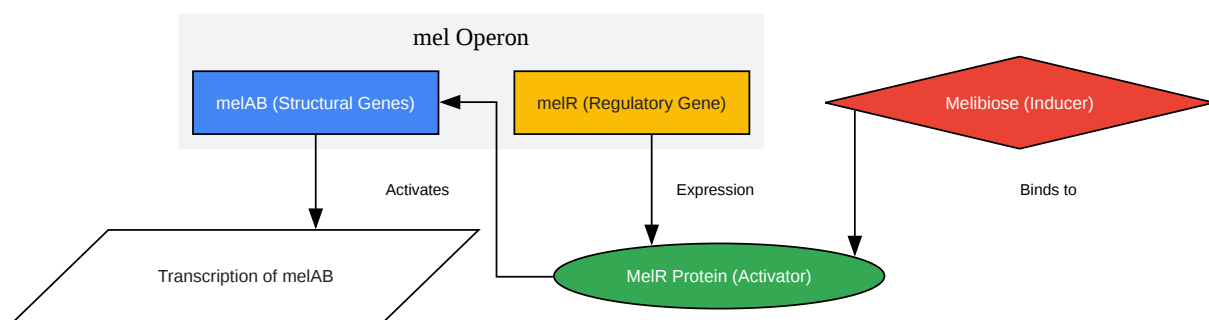 mel Operon
melAB (Structural Genes)
melR (Regulatory Gene)
Melibiose (Inducer)
Activates
Expression
Binds to
Transcription of melAB
MelR Protein (Activator)